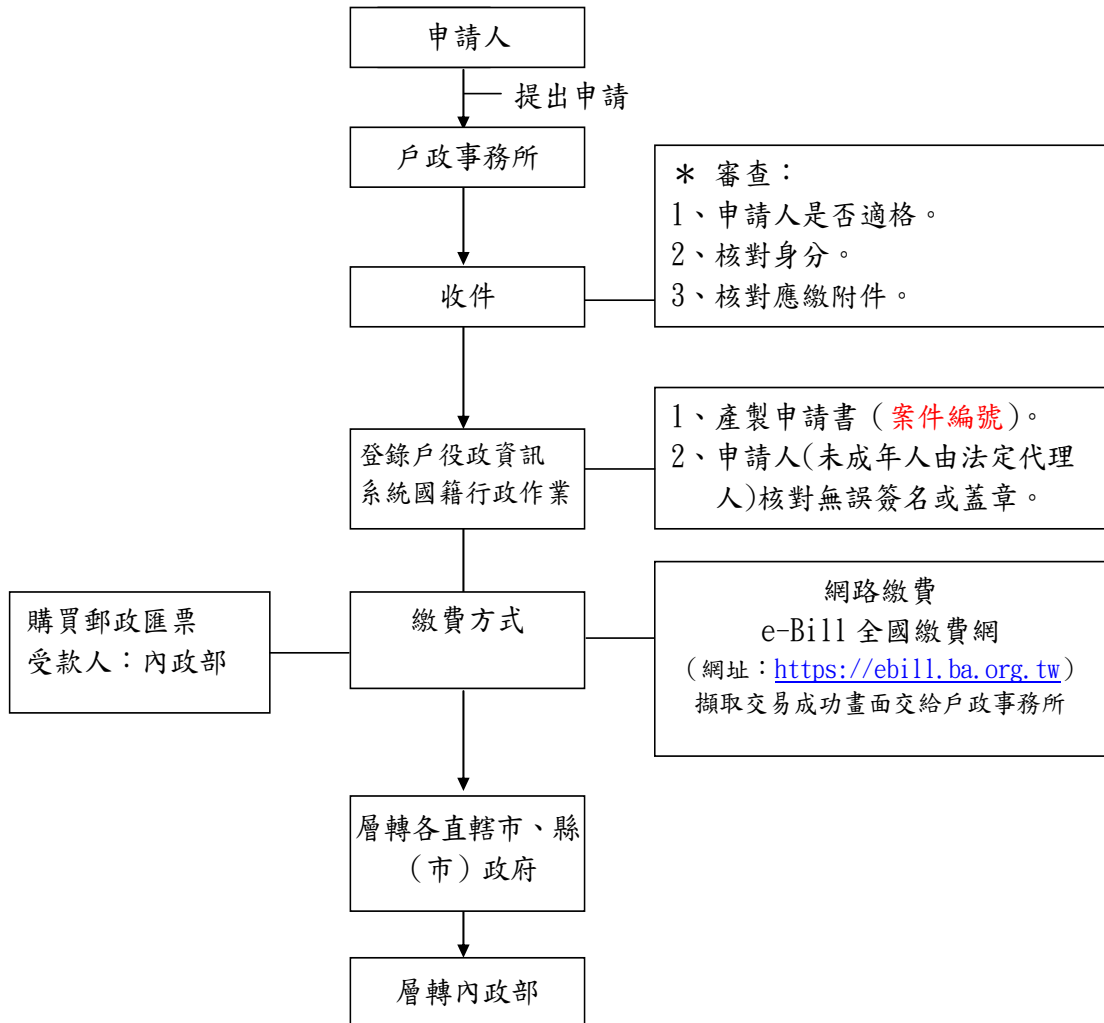 申請人
提出申請
戶政事務所
收件
＊ 審查：
1、申請人是否適格。
2、核對身分。
3、核對應繳附件。
登錄戶役政資訊
系統國籍行政作業
1、產製申請書（案件編號）。
2、申請人(未成年人由法定代理
人)核對無誤簽名或蓋章。
購買郵政匯票
受款人：內政部
繳費方式
網路繳費
e-Bill 全國繳費網
（網址：https://ebill.ba.org.tw）
擷取交易成功畫面交給戶政事務所
層轉各直轄市、縣
（市）政府
層轉內政部